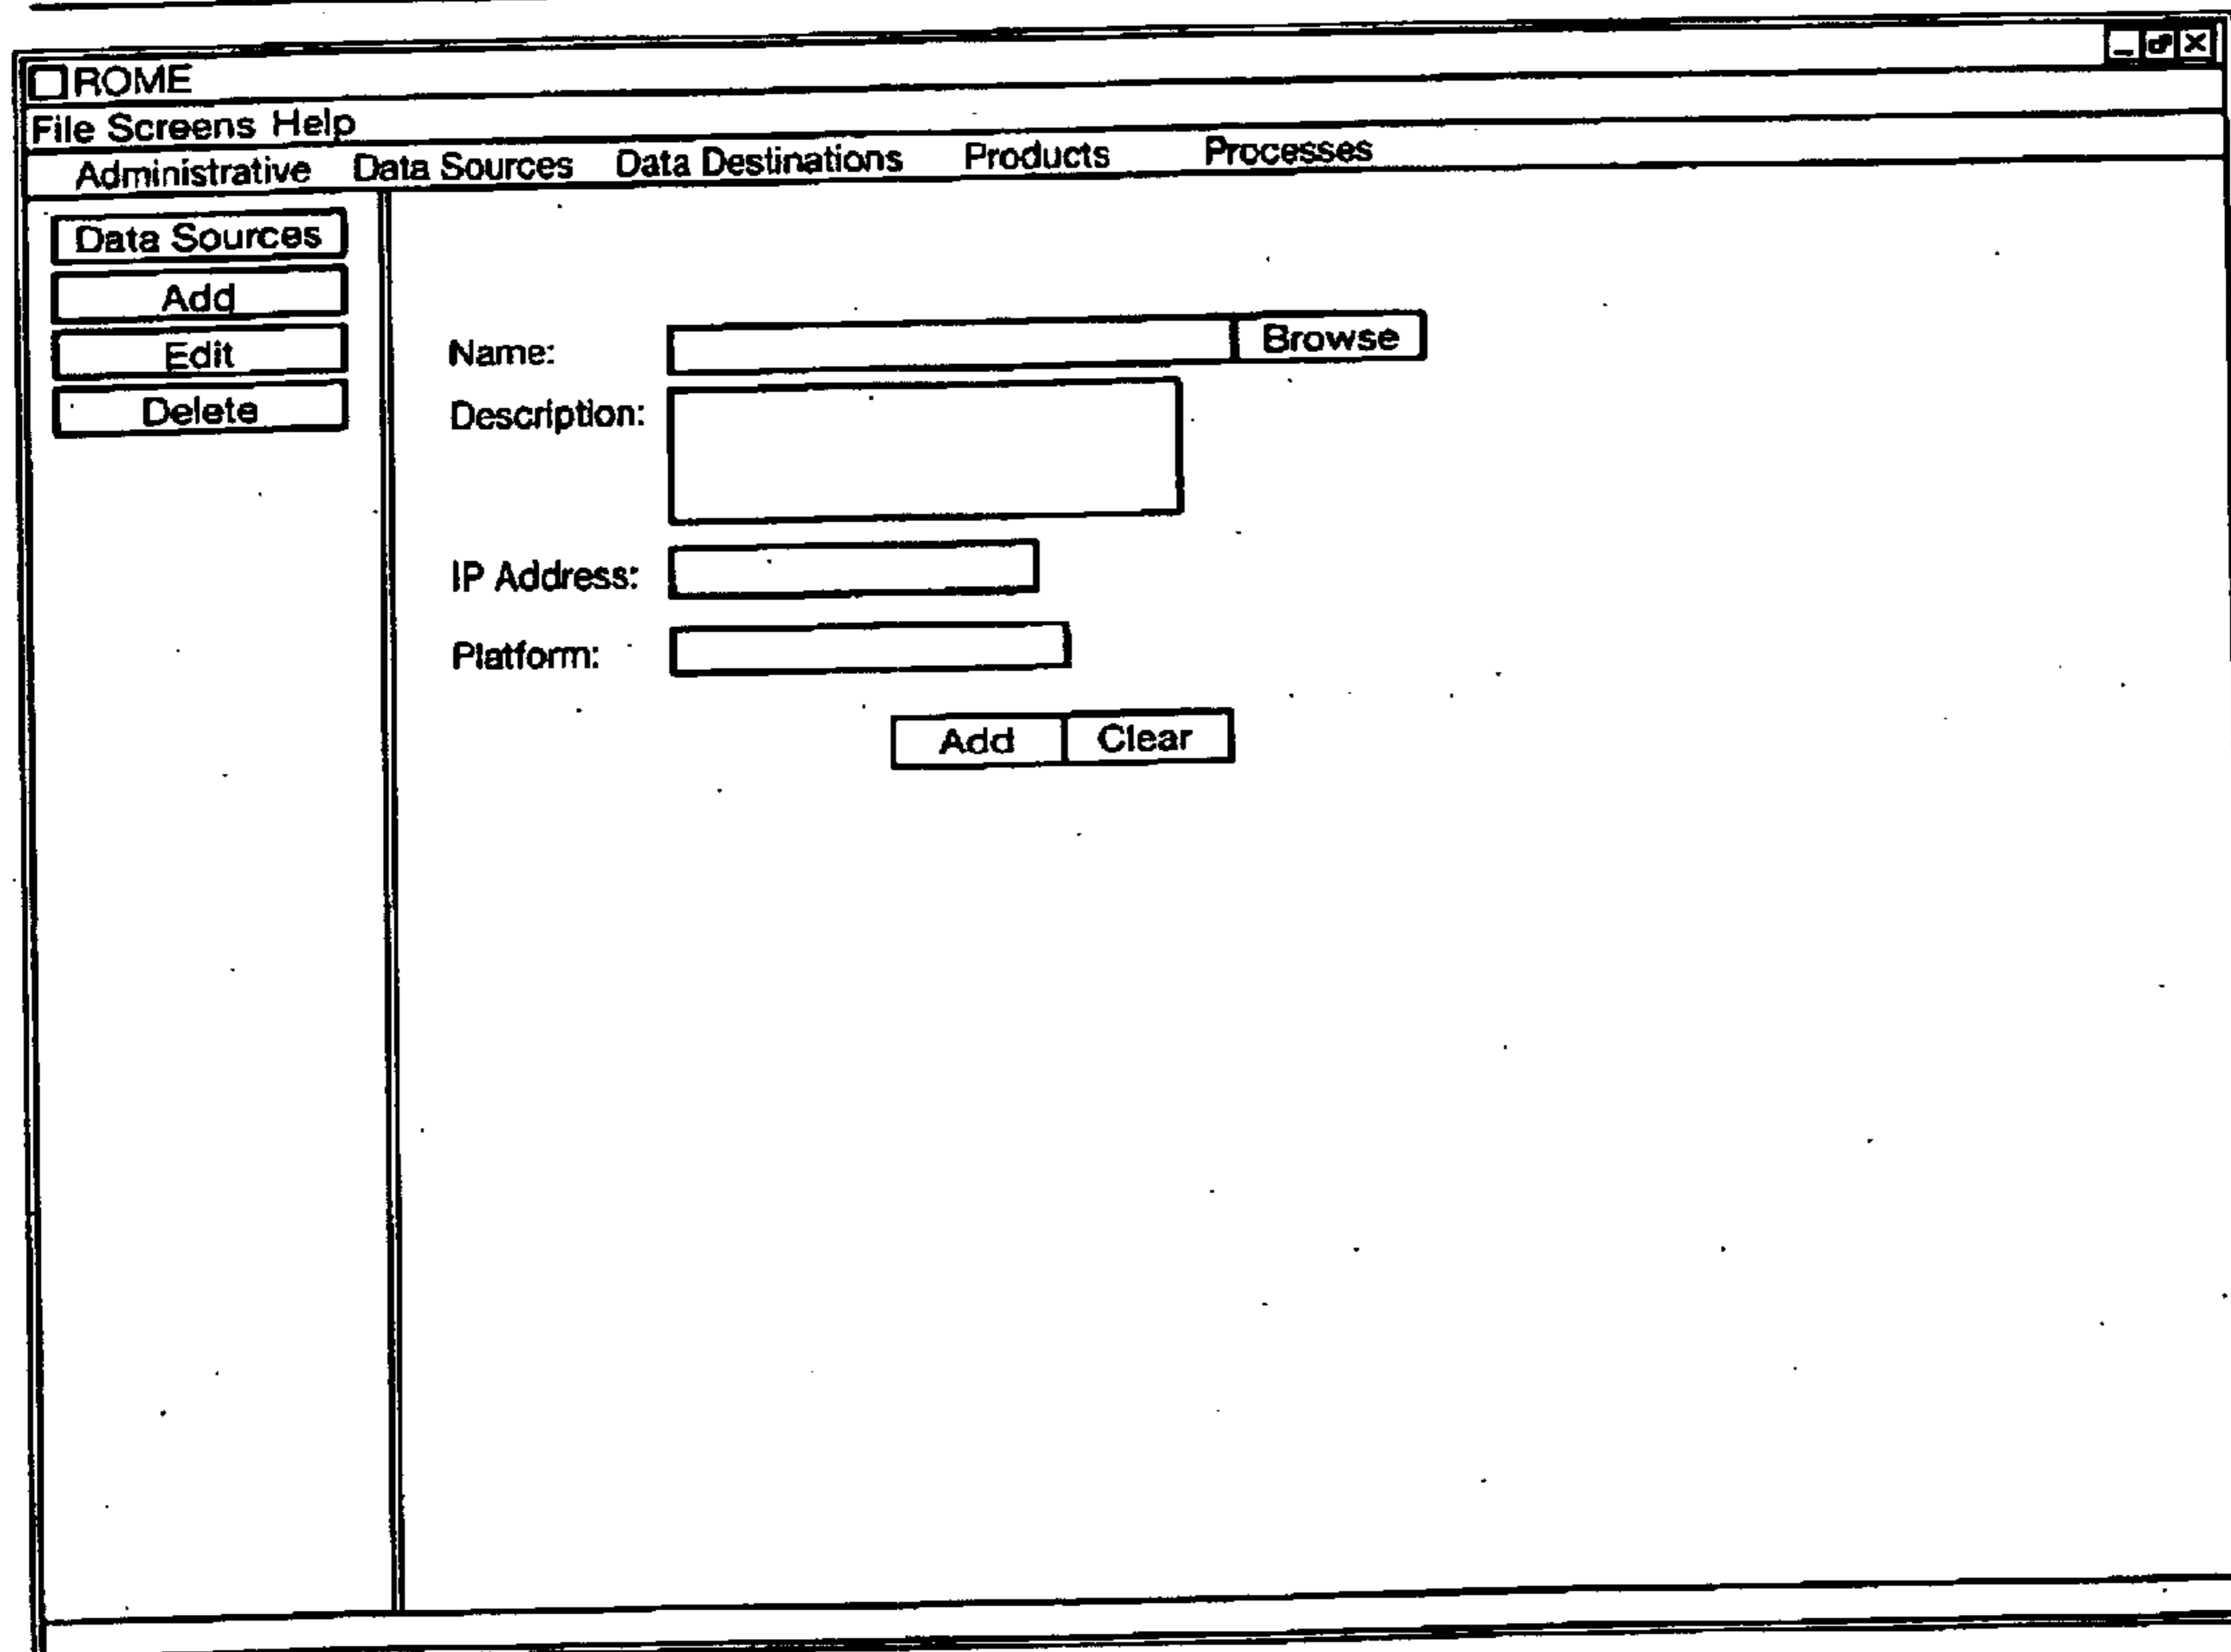 ROME
File Screens Help
Administrative Data Sources Data Destinations Products Processes
Data Sources
Add
Edit
Delete
Name: Browse
Description:
IP Address:
Platform:
Add Clear